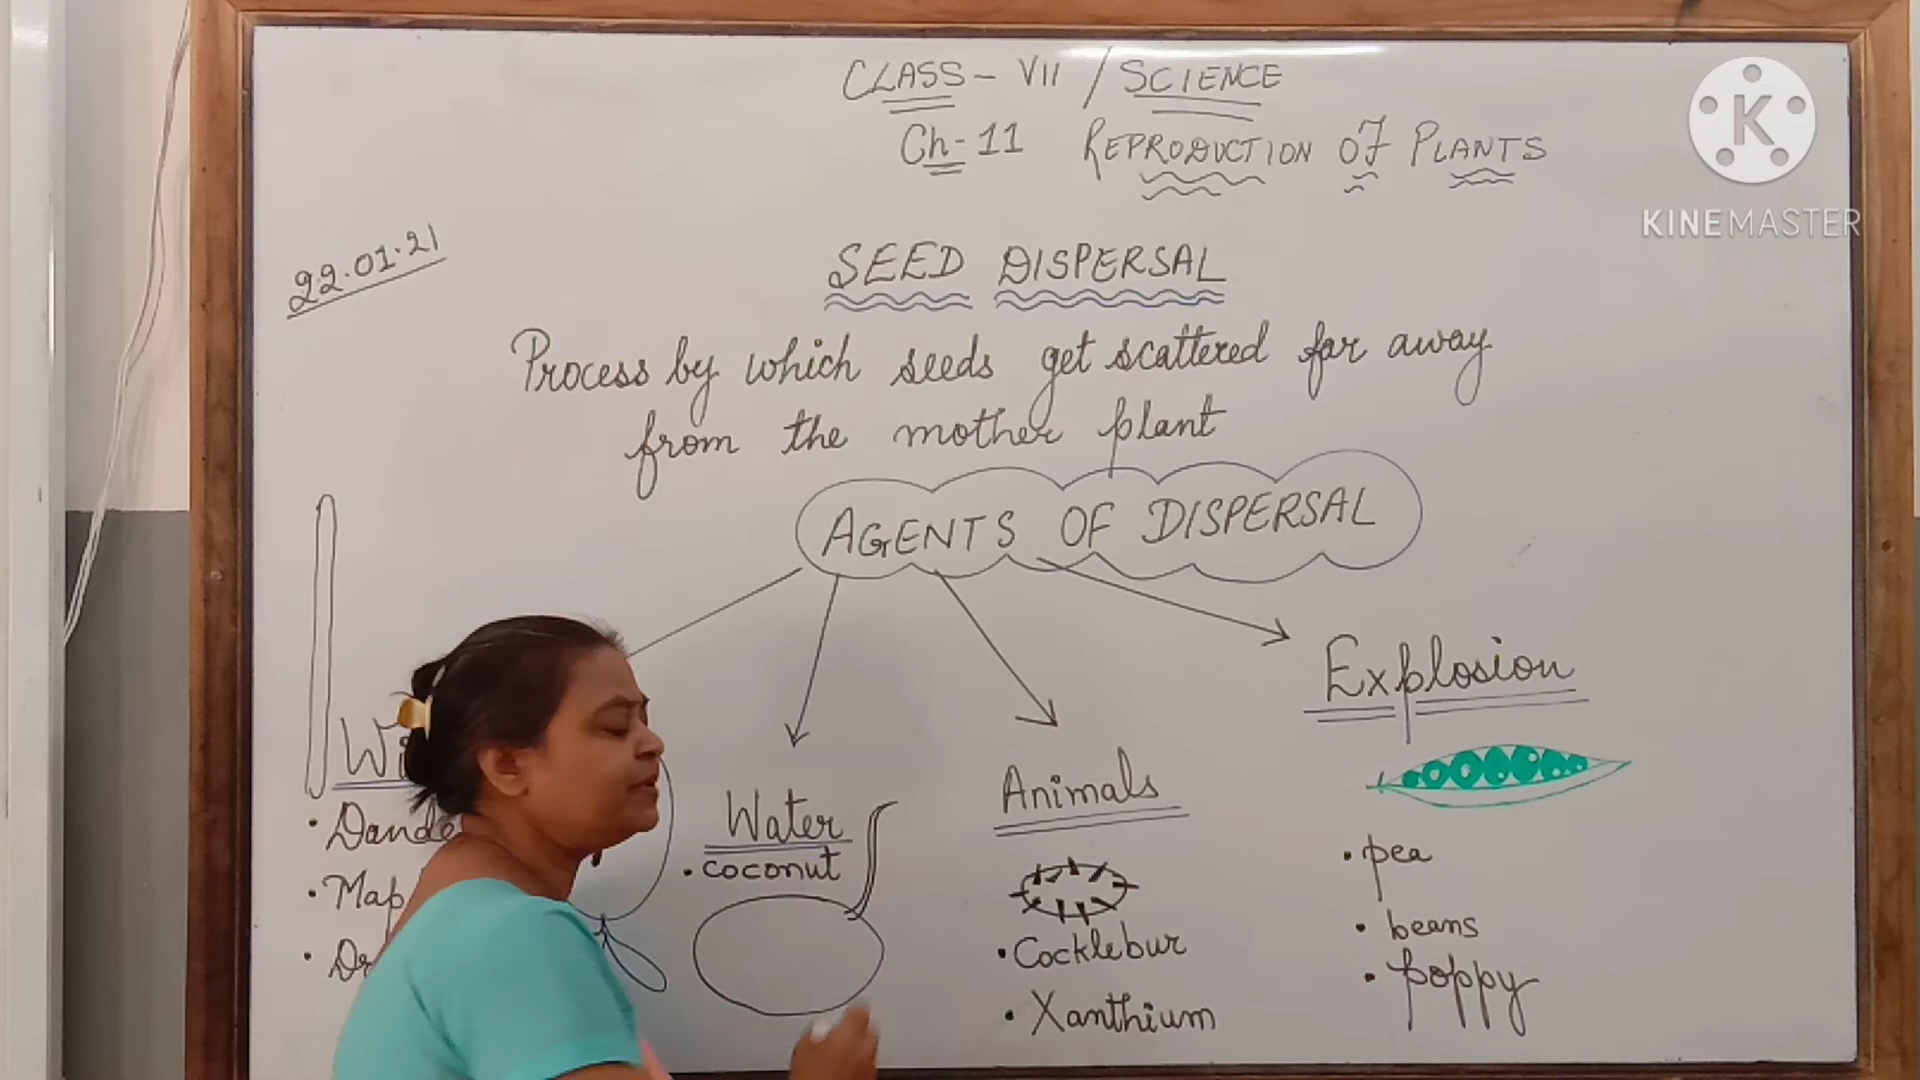 CLASS - VII / SCIENCE
Ch-11 REPRODUCTION OF PLANTS
K
KINEMASTER
22.01.21
SEED DISPERSAL
Process by which seeds get scattered far away
from the mother plant
AGENTS OF DISPERSAL
Explosion
Animals
Water
• coconut
• pea
• beans
• poppy
• Cocklebur
• Xanthium